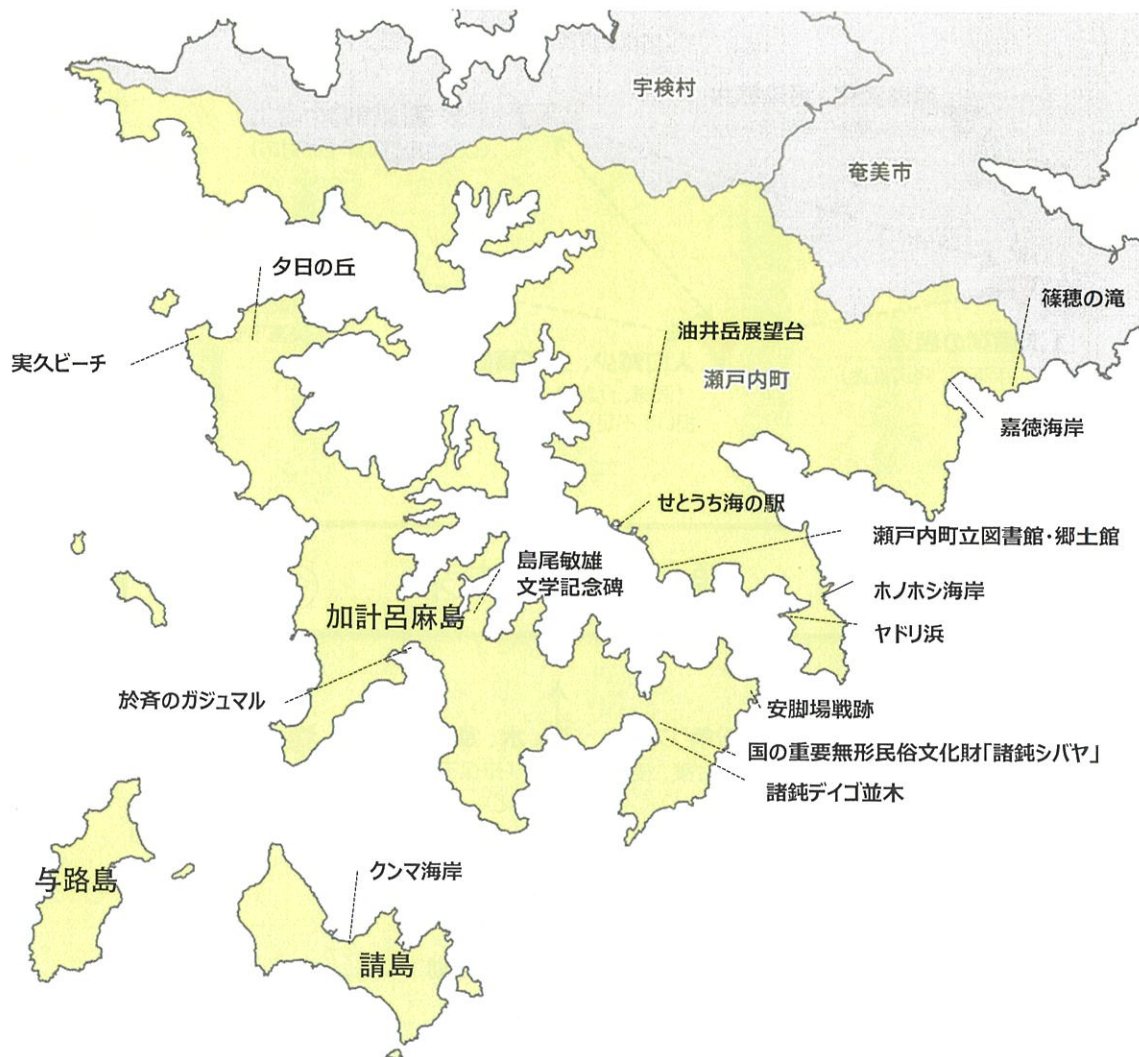 宇検村
奄美市
夕日の丘
篠穂の滝
実久ビーチ
油井岳展望台
瀬戸内町
嘉徳海岸
せとうち海の駅
瀬戸内町立図書館・郷土館
島尾敏雄
文学記念碑
ホノホシ海岸
加計呂麻島
ヤドリ浜
於斉のガジュマル
安脚場戦跡
国の重要無形民俗文化財「諸鈍シバヤ」
諸鈍デイゴ並木
与路島
クンマ海岸
請島